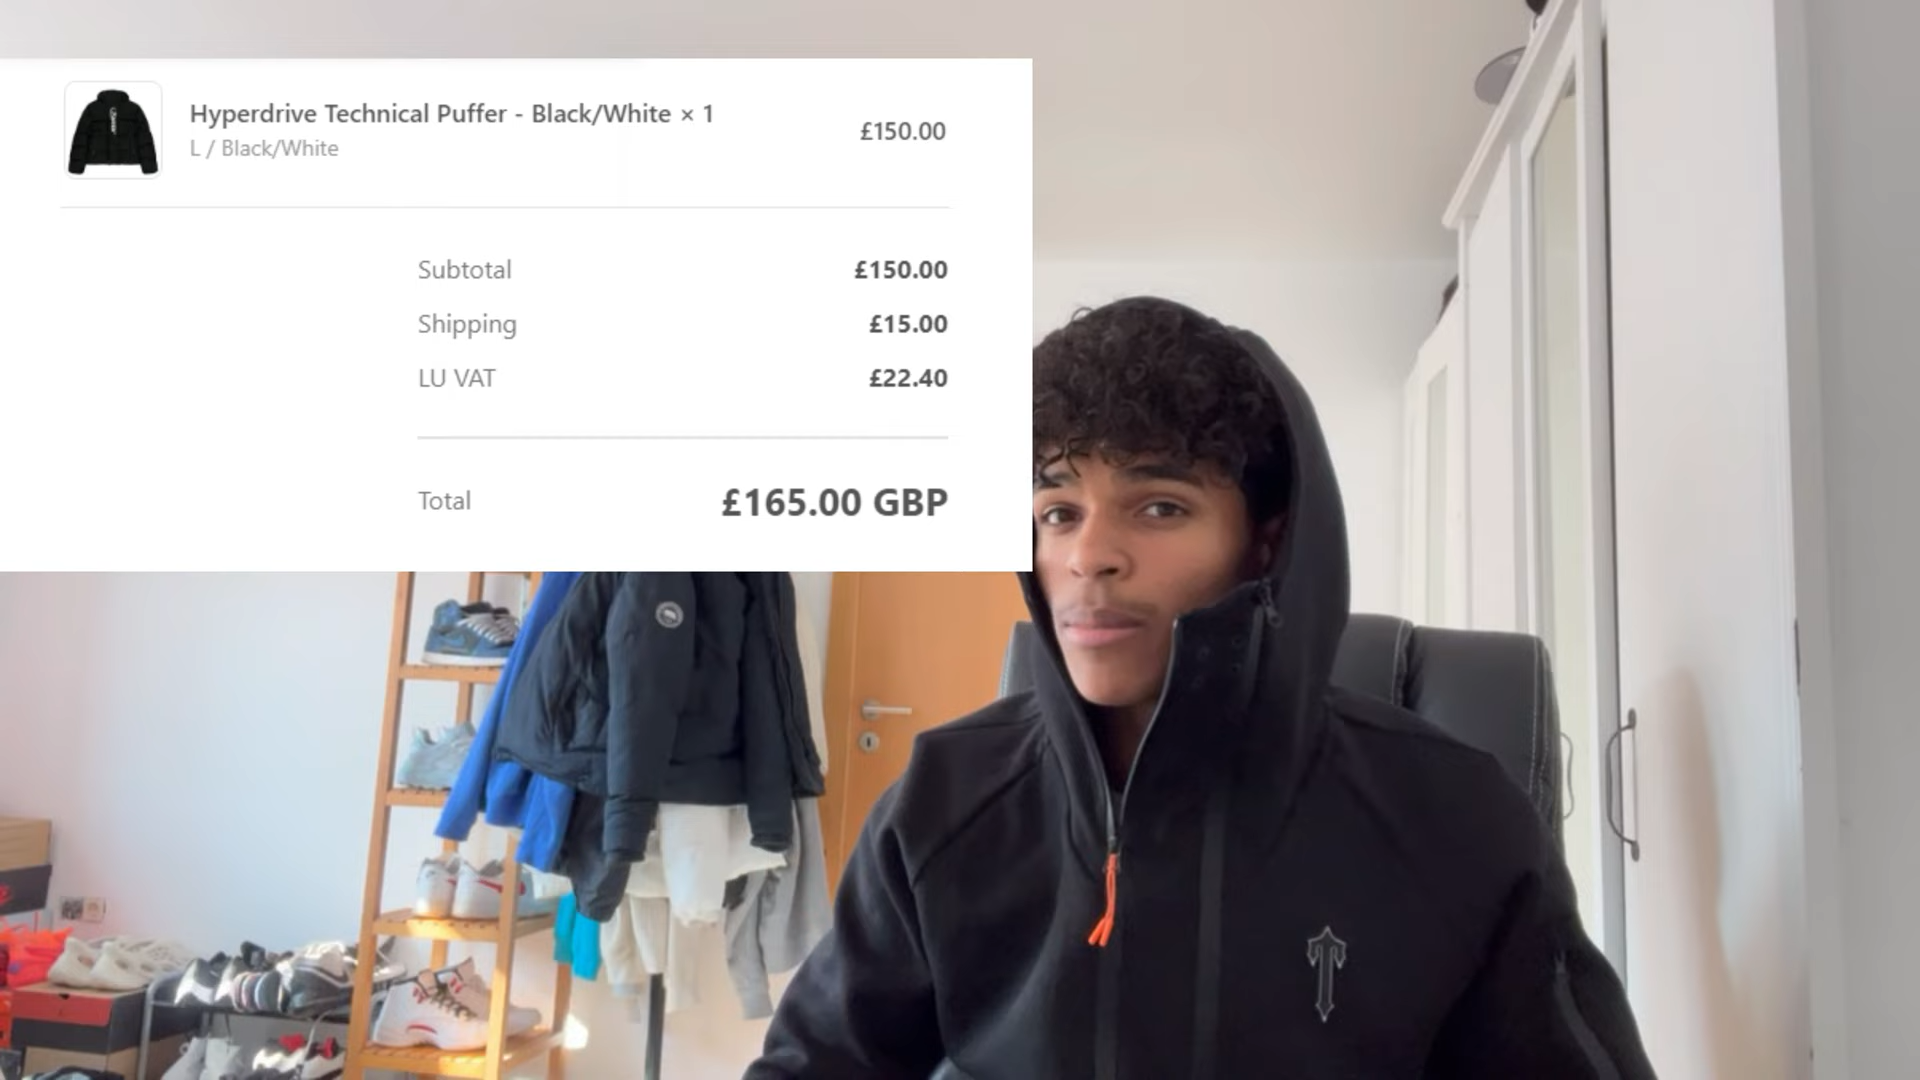 Hyperdrive Technical Puffer - Black/White × 1
L / Black/White
£150.00
Subtotal £150.00
Shipping £15.00
LU VAT £22.40
Total £165.00 GBP